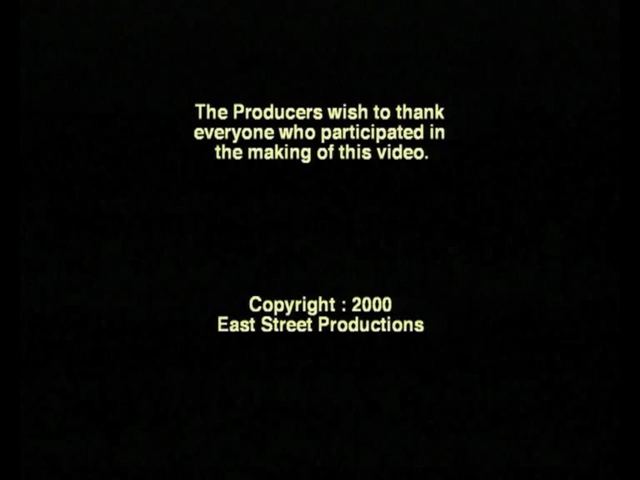 The Producers wish to thank
everyone who participated in
the making of this video.
Copyright : 2000
East Street Productions